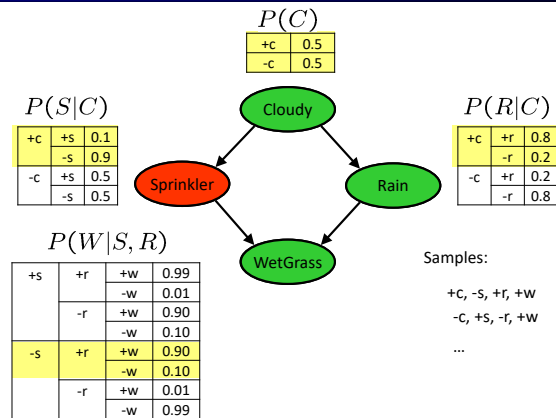 P(C)
+c 0.5
-c 0.5
P(S|C)
+c +s 0.1
-s 0.9
-c +s 0.5
-s 0.5
Cloudy
P(R|C)
+c +r 0.8
-r 0.2
-c +r 0.2
-r 0.8
Sprinkler
Rain
WetGrass
P(W|S, R)
+s +r +w 0.99
-w 0.01
-r +w 0.90
-w 0.10
-s +r +w 0.90
-w 0.10
-r +w 0.01
-w 0.99
Samples:
+c, -s, +r, +w
-c, +s, -r, +w
...